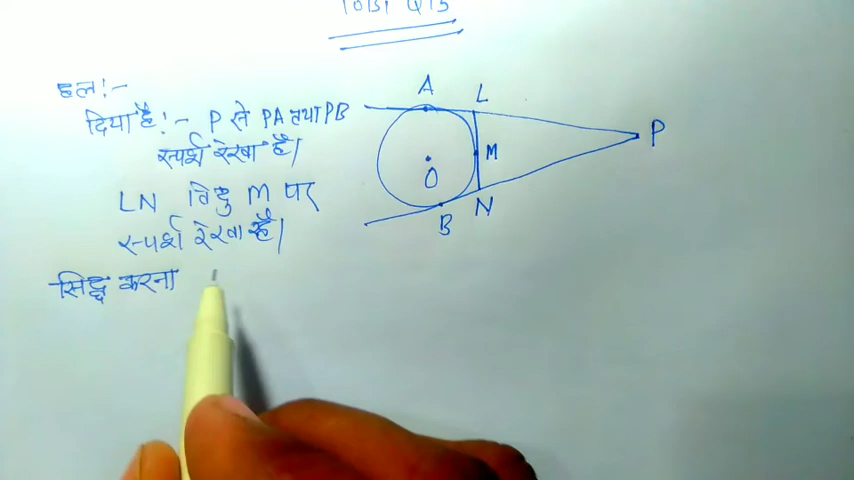 हल!-
दिया है!- P से PA तथा PB
स्पर्श रेखा है।
LN बिंदु M पर
स्पर्श रेखा है।
सिद्ध करना
A
L
P
M
O
N
B